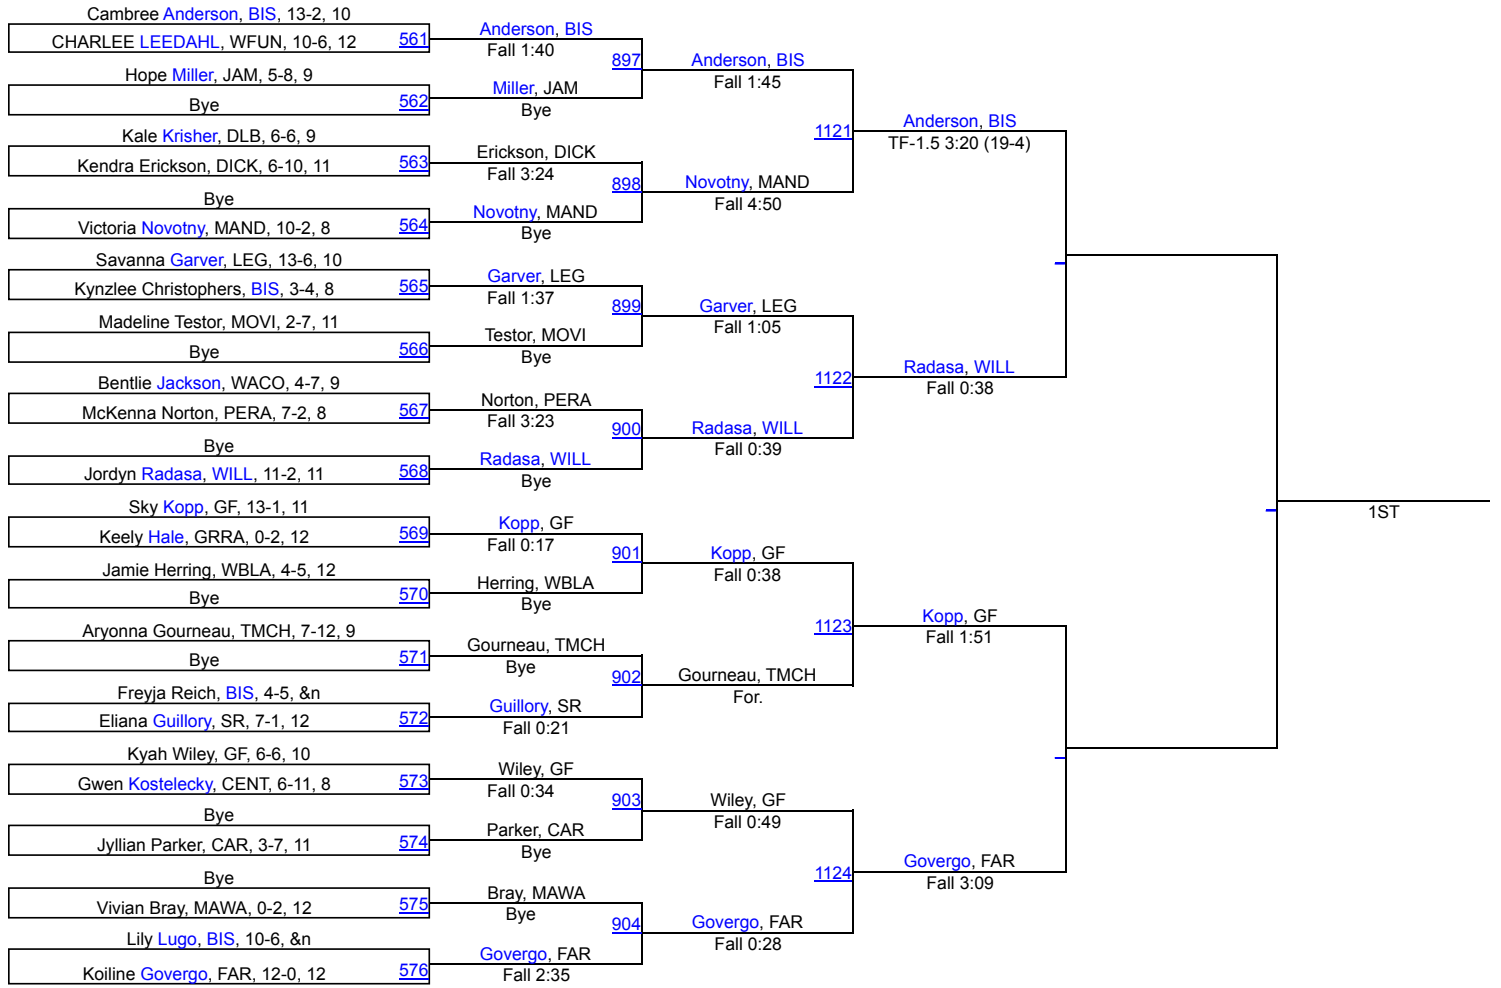 Cambree Anderson, BIS, 13-2, 10
CHARLEE LEEDAHL, WFUN, 10-6, 12
561
Hope Miller, JAM, 5-8, 9
Bye
562
Kale Krisher, DLB, 6-6, 9
Kendra Erickson, DICK, 6-10, 11
563
Bye
Victoria Novotny, MAND, 10-2, 8
564
Savanna Garver, LEG, 13-6, 10
Kynzlee Christophers, BIS, 3-4, 8
565
Madeline Testor, MOVI, 2-7, 11
Bye
566
Bentlie Jackson, WACO, 4-7, 9
McKenna Norton, PERA, 7-2, 8
567
Bye
Jordyn Radasa, WILL, 11-2, 11
568
Sky Kopp, GF, 13-1, 11
Keely Hale, GRRA, 0-2, 12
569
Jamie Herring, WBLA, 4-5, 12
Bye
570
Aryonna Gourneau, TMCH, 7-12, 9
Bye
571
Freyja Reich, BIS, 4-5, &n
Eliana Guillory, SR, 7-1, 12
572
Kyah Wiley, GF, 6-6, 10
Gwen Kostelecky, CENT, 6-11, 8
573
Bye
Jyllian Parker, CAR, 3-7, 11
574
Bye
Vivian Bray, MAWA, 0-2, 12
575
Lily Lugo, BIS, 10-6, &n
Koiline Govergo, FAR, 12-0, 12
576
Anderson, BIS
Fall 1:40
897
Miller, JAM
Bye
Erickson, DICK
Fall 3:24
898
Novotny, MAND
Bye
Garver, LEG
Fall 1:37
899
Testor, MOVI
Bye
Norton, PERA
Fall 3:23
900
Radasa, WILL
Bye
Kopp, GF
Fall 0:17
901
Herring, WBLA
Bye
Gourneau, TMCH
Bye
902
Guillory, SR
Fall 0:21
Wiley, GF
Fall 0:34
903
Parker, CAR
Bye
Bray, MAWA
Bye
904
Govergo, FAR
Fall 2:35
Anderson, BIS
Fall 1:45
1121
Novotny, MAND
Fall 4:50
Garver, LEG
Fall 1:05
1122
Radasa, WILL
Fall 0:39
Kopp, GF
Fall 0:38
1123
Gourneau, TMCH
For.
Wiley, GF
Fall 0:49
1124
Govergo, FAR
Fall 0:28
Anderson, BIS
TF-1.5 3:20 (19-4)
Radasa, WILL
Fall 0:38
Kopp, GF
Fall 1:51
Govergo, FAR
Fall 3:09
1ST